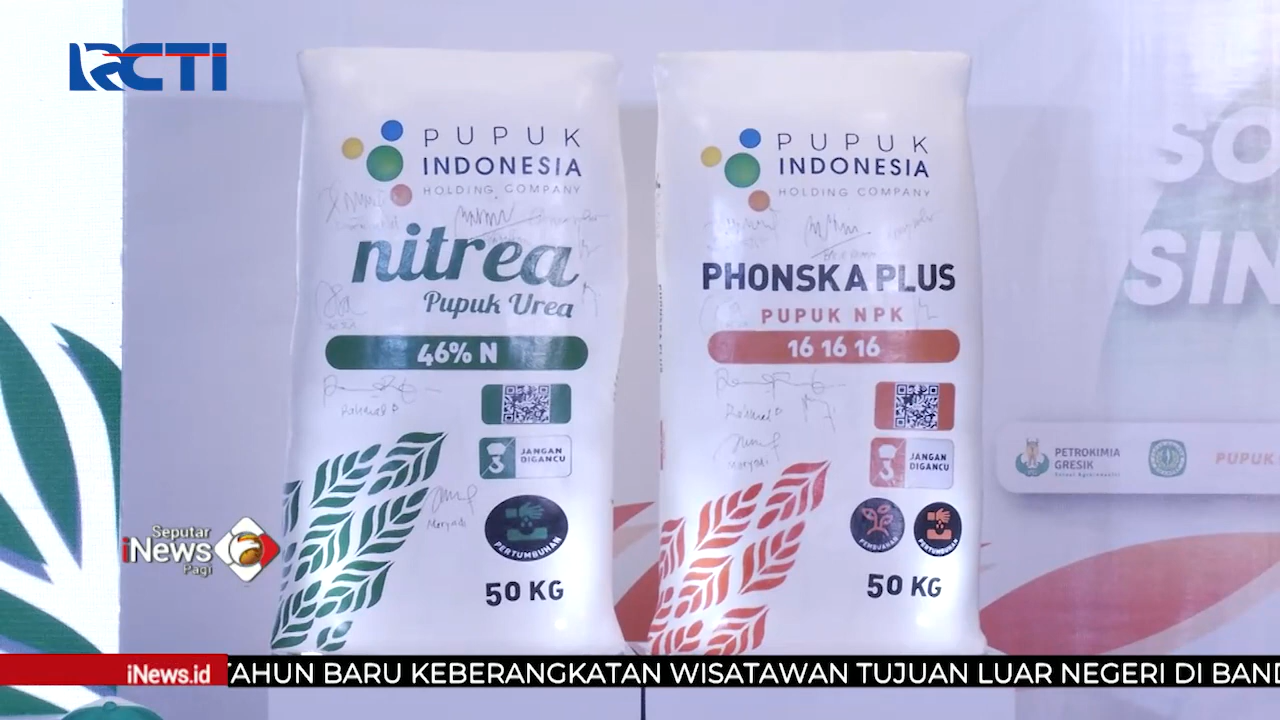 RCTI
PUPUK
INDONESIA
HOLDING COMPANY
nitrea
Pupuk Urea
46% N
JANGAN
DIGANCU
PERTUMBUHAN
50 KG
PUPUK
INDONESIA
HOLDING COMPANY
PHONSKA PLUS
PUPUK NPK
16 16 16
JANGAN
DIGANCU
PEMBUAHAN
PERTUMBUHAN
50 KG
SO
SIN
PETROKIMIA
GRESIK
PUPUK
Seputar
iNews
Pagi
iNews.id
TAHUN BARU KEBERANGKATAN WISATAWAN TUJUAN LUAR NEGERI DI BAND